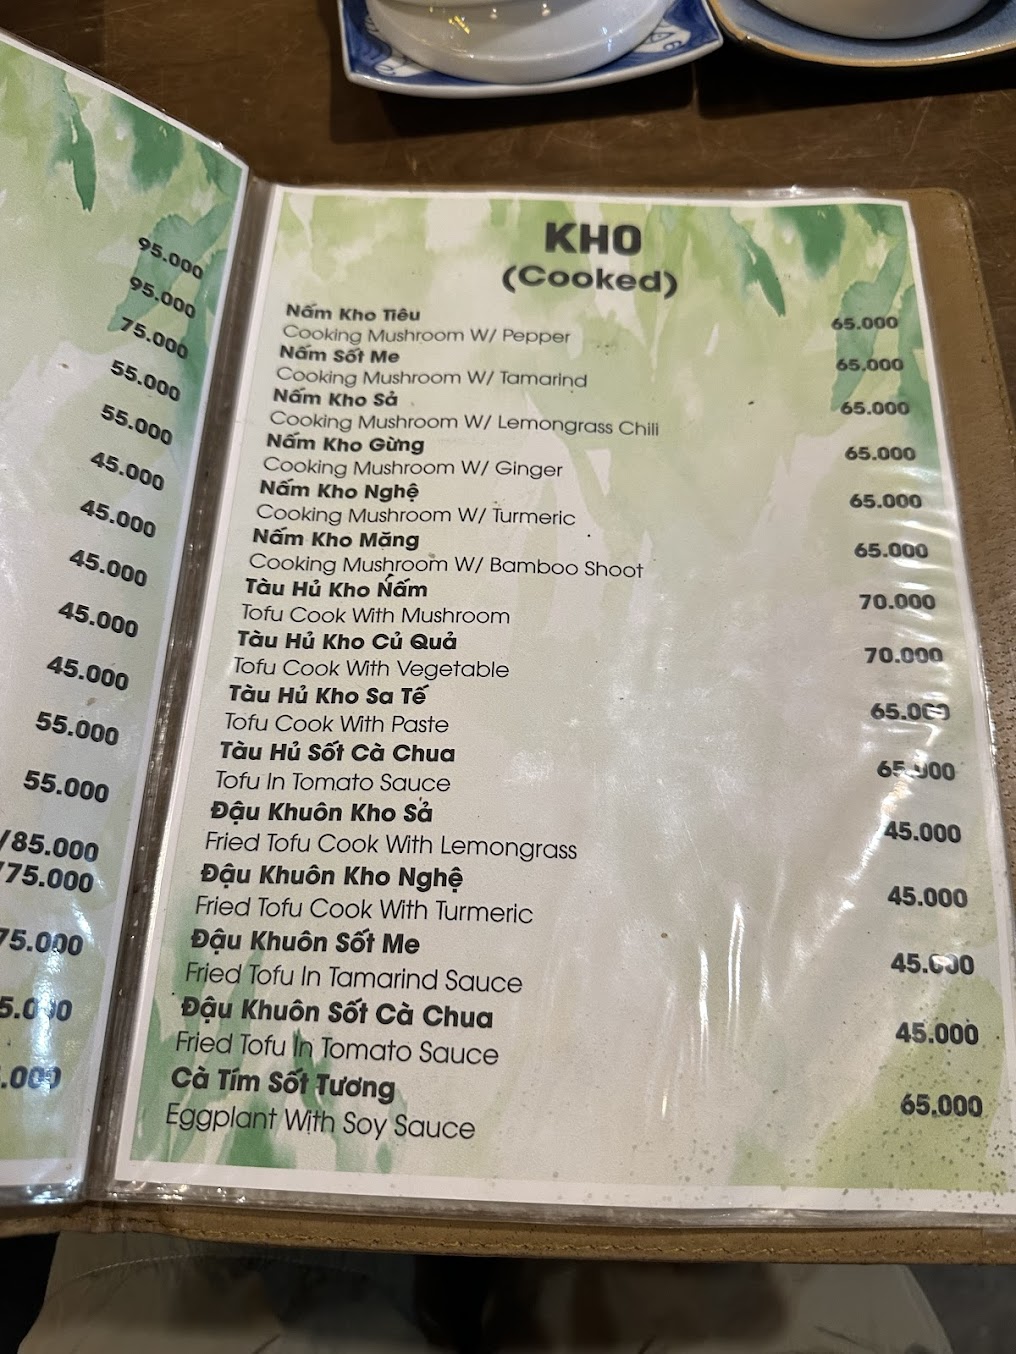 95.000
95.000
75.000
55.000
55.000
45.000
45.000
45.000
45.000
45.000
55.000
55.000
/85.000
/75.000
75.000
KHO
(Cooked)
Nấm Kho Tiêu 65.000
Cooking Mushroom W/ Pepper
Nấm Sốt Me 65.000
Cooking Mushroom W/ Tamarind
Nấm Kho Sả 65.000
Cooking Mushroom W/ Lemongrass Chili
Nấm Kho Gừng 65.000
Cooking Mushroom W/ Ginger
Nấm Kho Nghệ 65.000
Cooking Mushroom W/ Turmeric
Nấm Kho Măng 65.000
Cooking Mushroom W/ Bamboo Shoot
Tàu Hủ Kho Nấm 70.000
Tofu Cook With Mushroom
Tàu Hủ Kho Củ Quả 70.000
Tofu Cook With Vegetable
Tàu Hủ Kho Sa Tế 65.000
Tofu Cook With Paste
Tàu Hủ Sốt Cà Chua 65.000
Tofu In Tomato Sauce
Đậu Khuôn Kho Sả 45.000
Fried Tofu Cook With Lemongrass
Đậu Khuôn Kho Nghệ 45.000
Fried Tofu Cook With Turmeric
Đậu Khuôn Sốt Me 45.000
Fried Tofu In Tamarind Sauce
Đậu Khuôn Sốt Cà Chua 45.000
Fried Tofu In Tomato Sauce
Cà Tím Sốt Tương 65.000
Eggplant With Soy Sauce